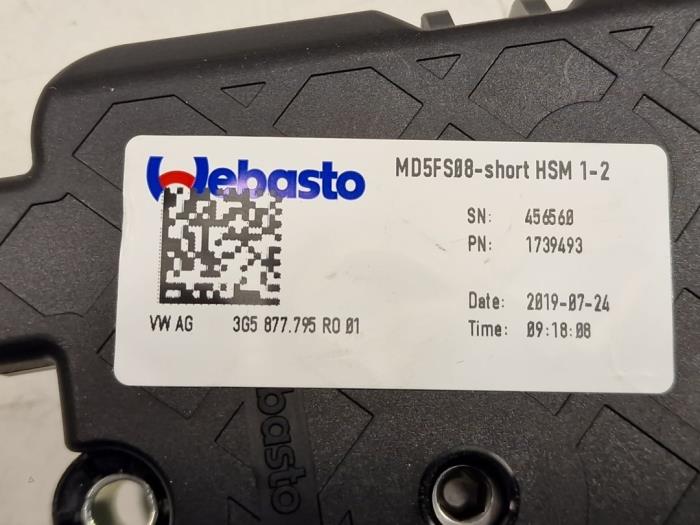 Webasto
MD5FS08-short HSM 1-2
SN: 456560
PN: 1739493
Date: 2019-07-24
Time: 09:18:08
VW AG 3G5 877.795 RO 01
basto